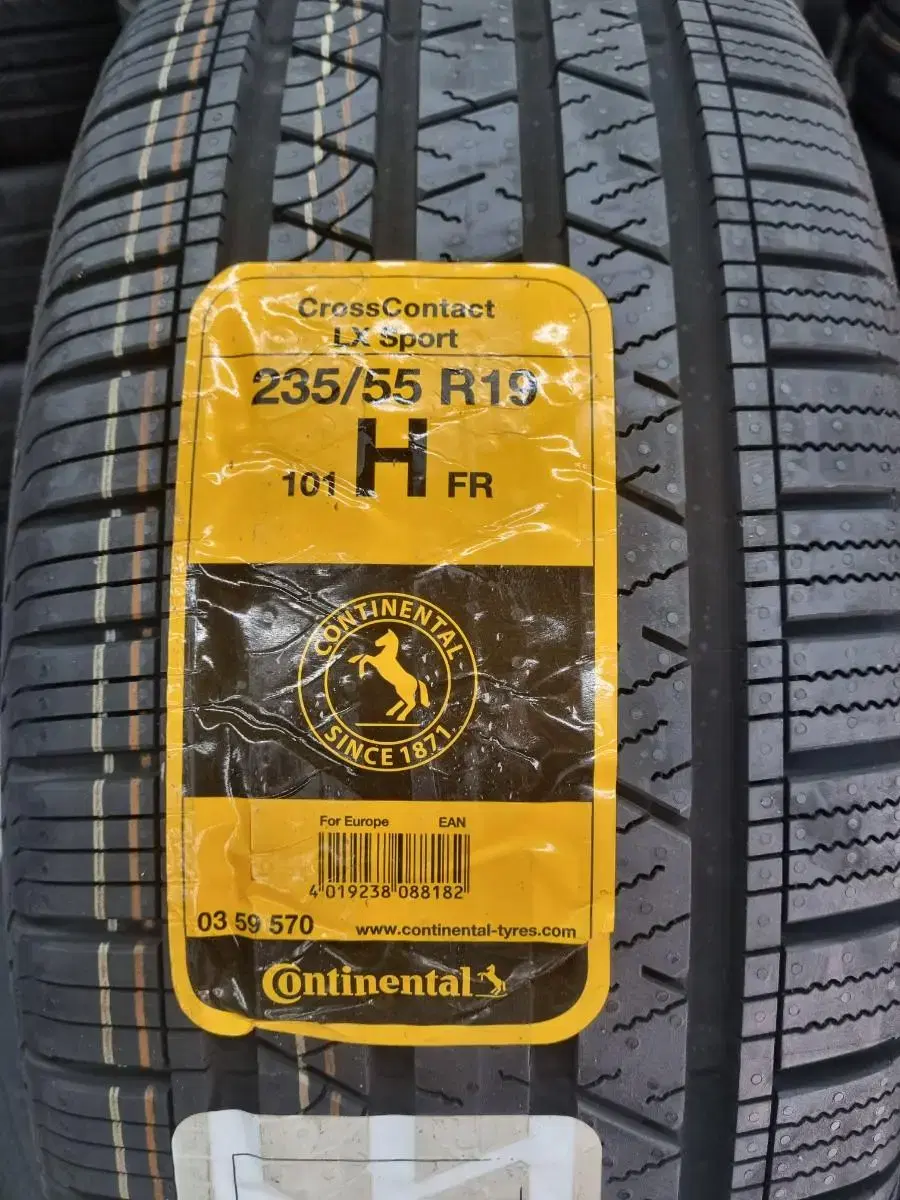 CrossContact
LX Sport
235/55 R19
101 H FR
CONTINENTAL
SINCE 1871
For Europe EAN
4 019238 088182
03 59 570 www.continental-tyres.com
Continental